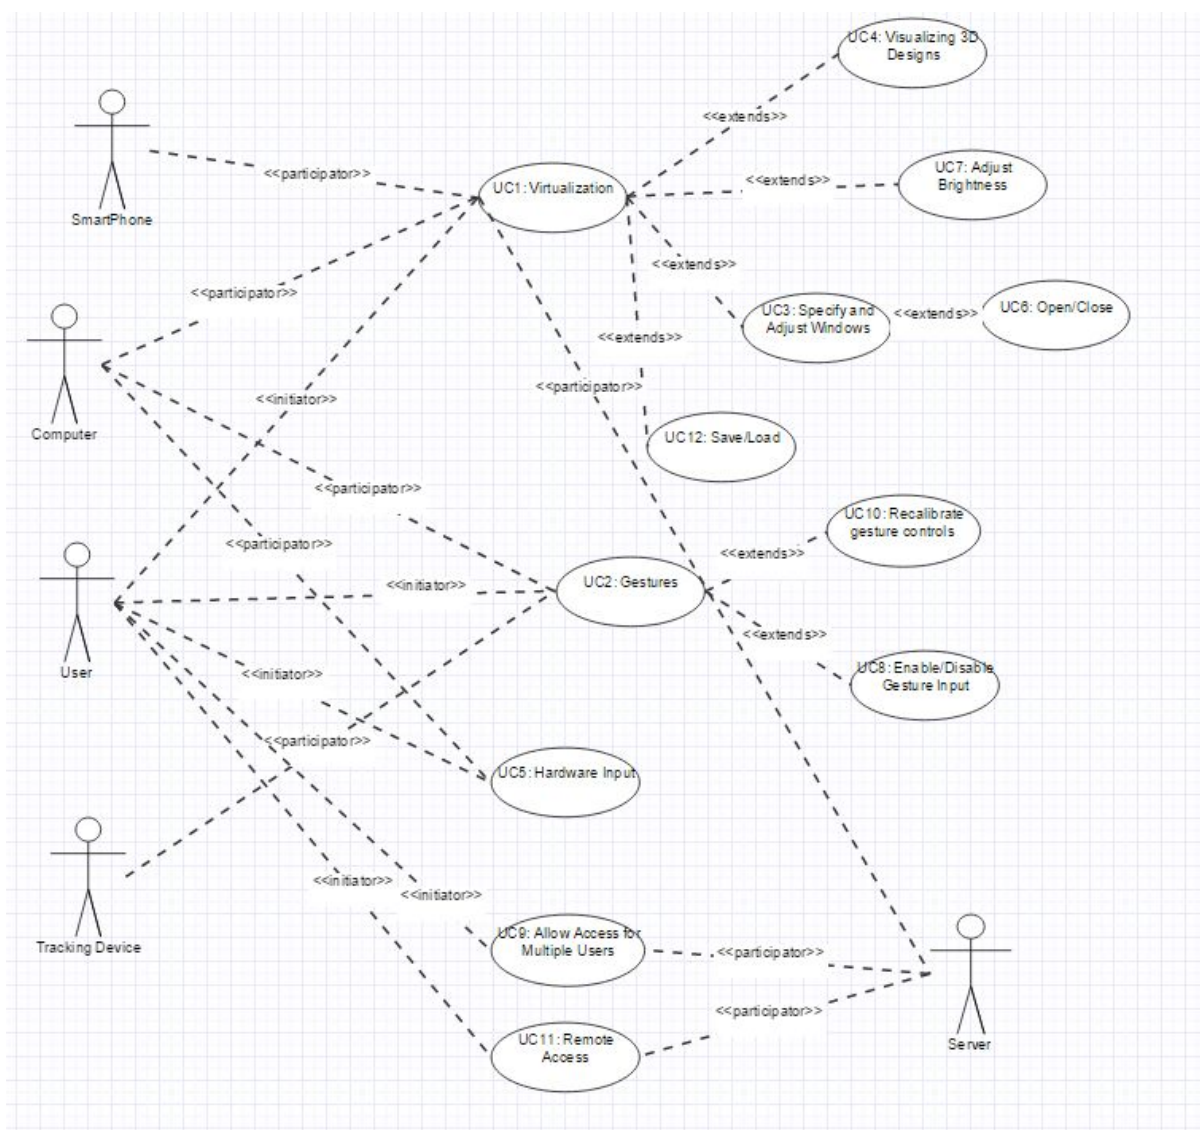 UC4: Visualizing 3D
Designs
<<extends>>
<<participator>>
UC1: Virtualization
<<extends>>
UC7: Adjust
Brightness
SmartPhone
<<extends>>
<<participator>>
UC3: Specify and
Adjust Windows
<<extends>>
UC6: Open/Close
<<extends>>
<<participator>>
<<initiator>>
Computer
UC12: Save/Load
<<participator>>
UC10: Recalibrate
gesture controls
<<participator>>
<<extends>>
<<initiator>>
UC2: Gestures
<<extends>>
User
<<initiator>>
UC8: Enable/Disable
Gesture Input
<<participator>>
UC5: Hardware Input
<<initiator>>
<<initiator>>
Tracking Device
UC9: Allow Access for
Multiple Users
<<participator>>
<<participator>>
UC11: Remote
Access
Server